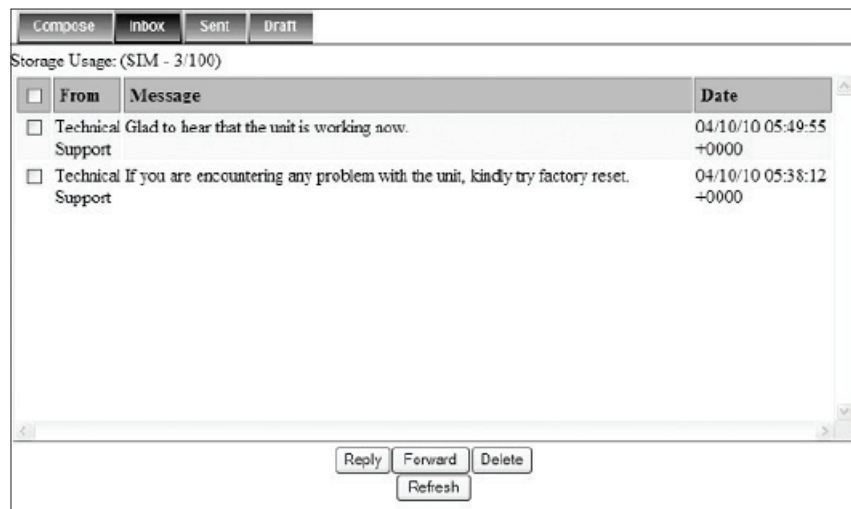 Compose Inbox Sent Draft
Storage Usage: (SIM - 3/100)
From Message Date
Technical Glad to hear that the unit is working now. 04/10/10 05:49:55
Support +0000
Technical If you are encountering any problem with the unit, kindly try factory reset. 04/10/10 05:38:12
Support +0000
Reply Forward Delete
Refresh